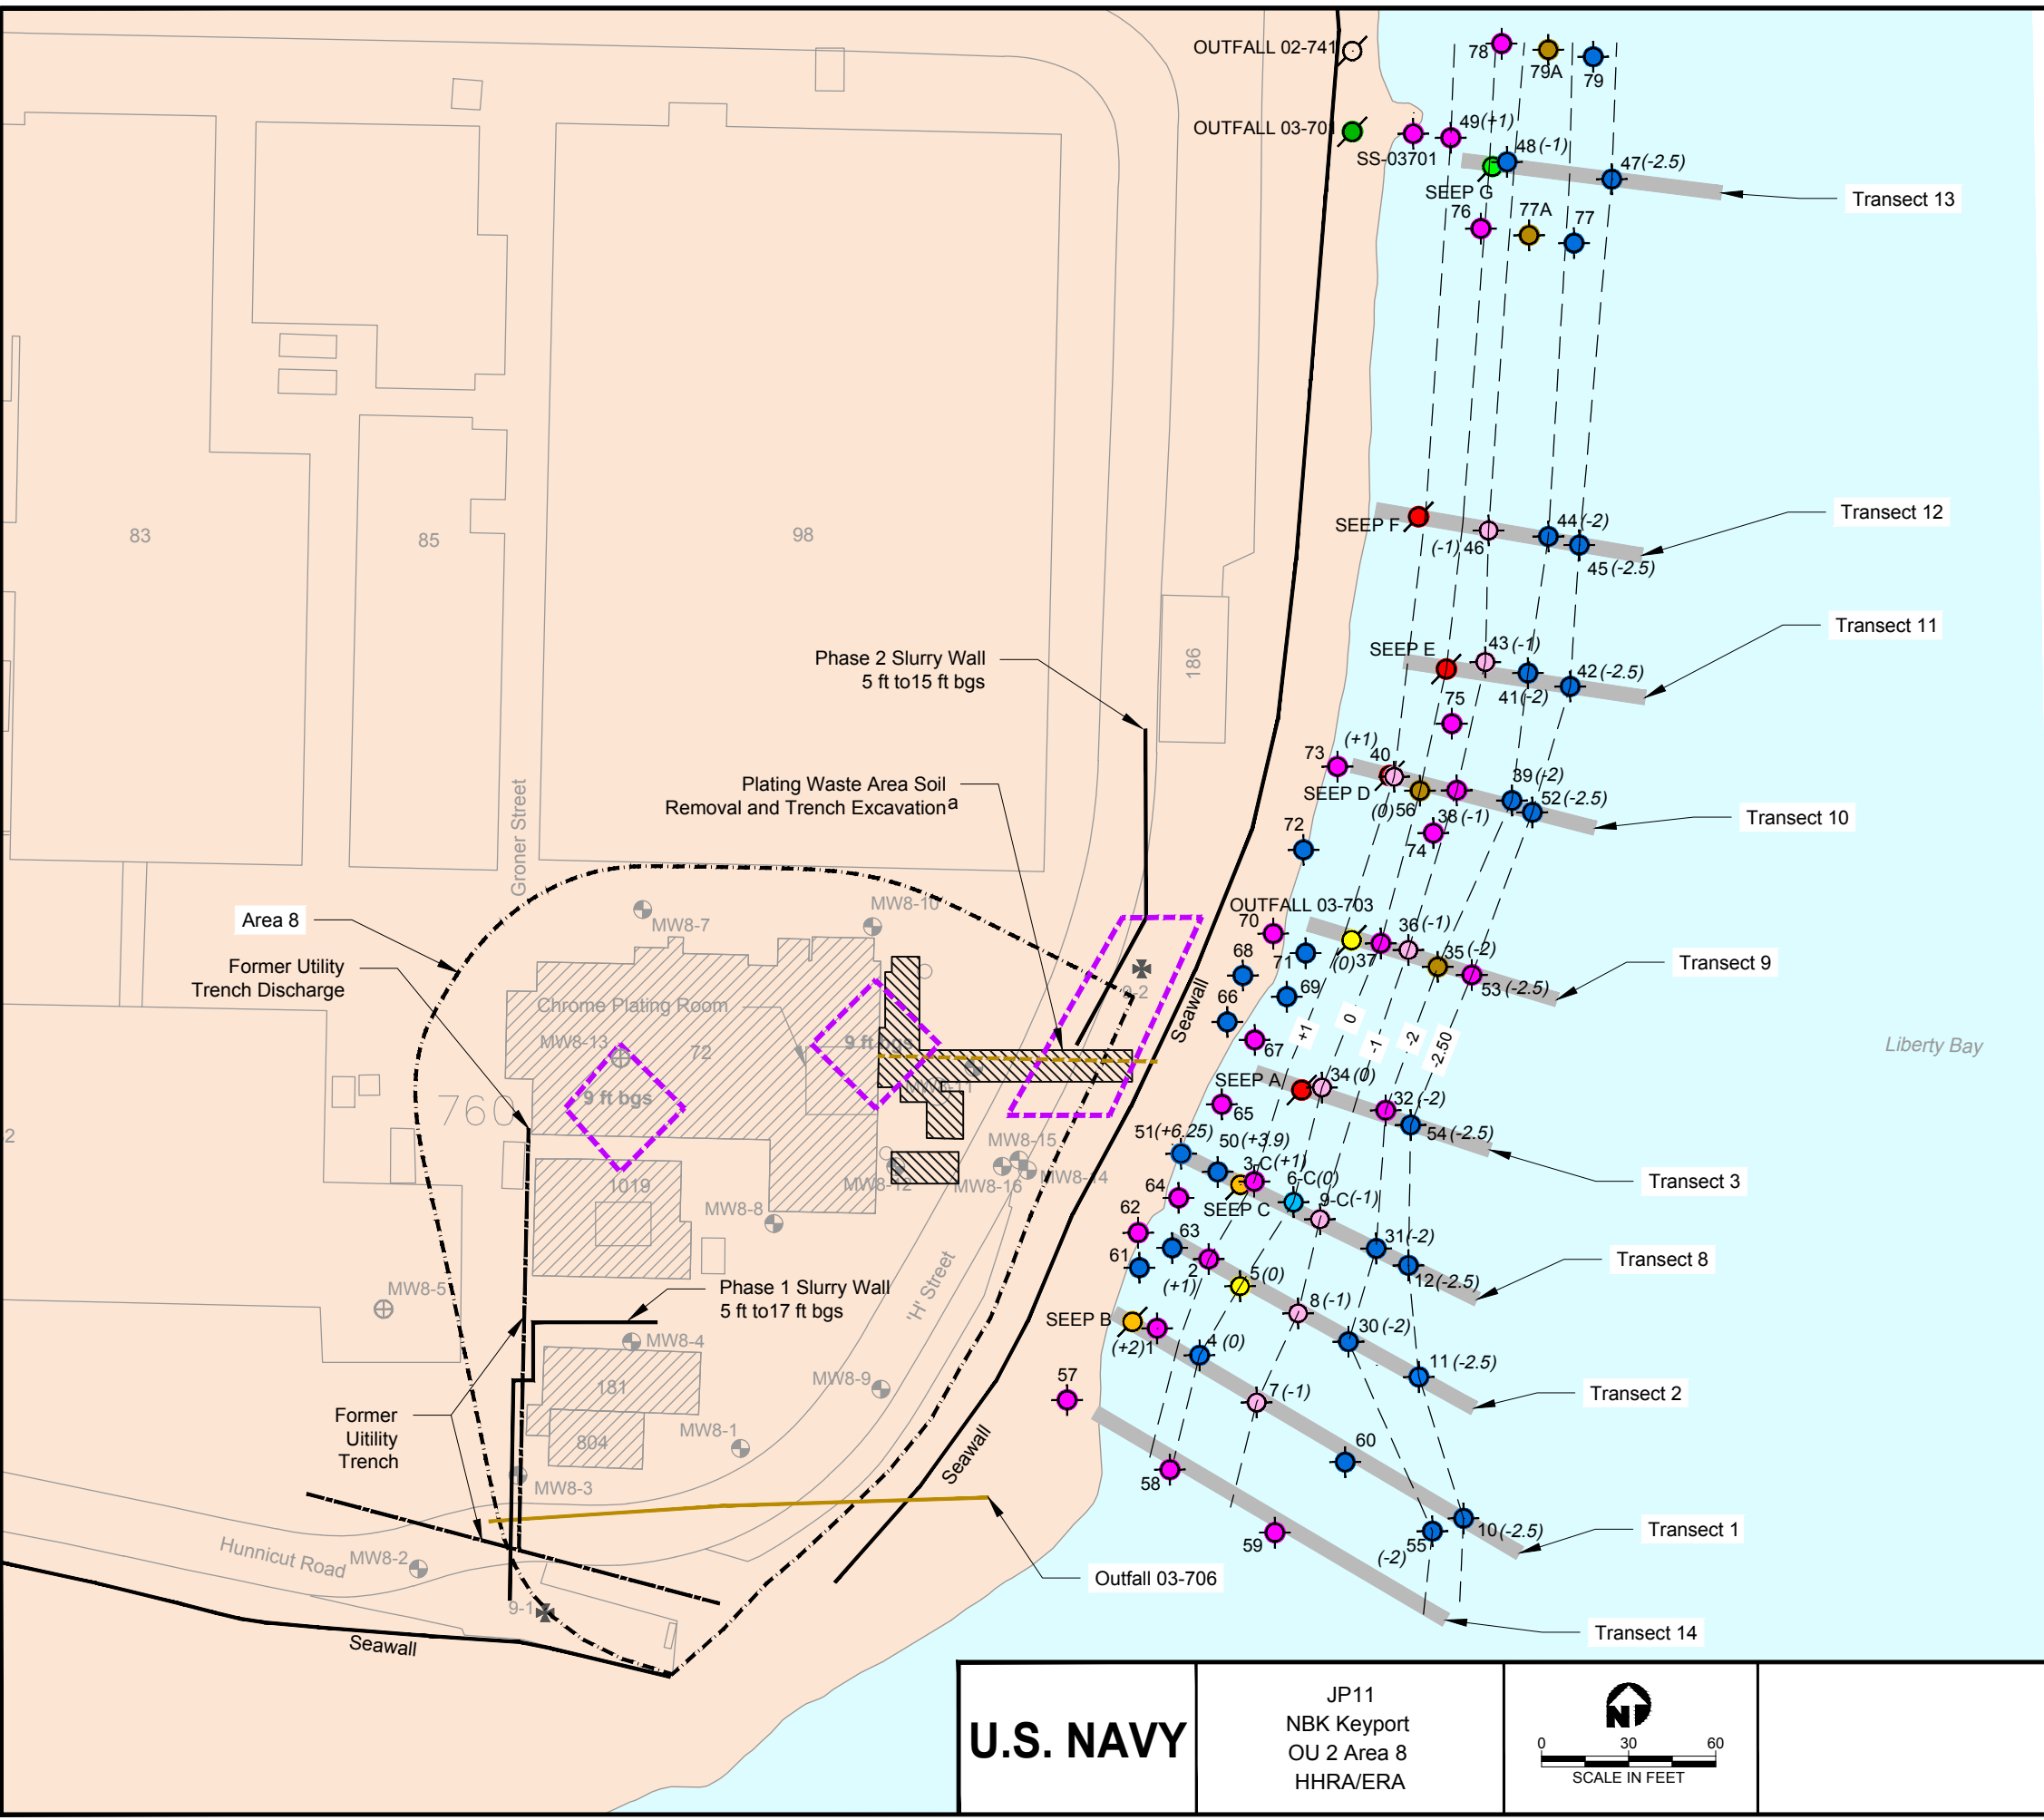 OUTFALL 02-741
78
79A
79
OUTFALL 03-701
49(+1)
SS-03701
48(-1)
47(-2.5)
SEEP G
Transect 13
76
77A
77
83
85
98
SEEP F
(-1) 46
44(-2)
45(-2.5)
Transect 12
186
Phase 2 Slurry Wall
5 ft to15 ft bgs
SEEP E
43(-1)
42(-2.5)
41(-2)
Transect 11
75
73
(+1)
40
Plating Waste Area Soil
Removal and Trench Excavation a
SEEP D
(0)
56
38(-1)
39(-2)
52(-2.5)
Transect 10
72
74
Groner Street
Area 8
MW8-7
MW8-10
OUTFALL 03-703
70
68
71
(0)
37
36(-1)
35(-2)
53(-2.5)
Transect 9
Former Utility
Trench Discharge
Chrome Plating Room
9-2
69
66
67
Seawall
+1
0
-1
-2
-2.50
Liberty Bay
MW8-13
72
9 ft bgs
MW8-11
9 ft bgs
760
2
SEEP A
34(0)
32(-2)
54(-2.5)
Transect 3
65
51(+6.25)
50(+3.9)
3-C(+1)
6-C(0)
9-C(-1)
SEEP C
31(-2)
12(-2.5)
Transect 8
MW8-15
MW8-14
MW8-16
MW8-12
1019
MW8-8
64
62
63
61
2
(+1)
5(0)
8(-1)
30(-2)
11(-2.5)
Transect 2
MW8-5
Phase 1 Slurry Wall
5 ft to17 ft bgs
'H' Street
SEEP B
(+2)1
4(0)
7(-1)
60
10(-2.5)
Transect 1
MW8-4
181
MW8-9
57
Former
Uitility
Trench
804
MW8-1
MW8-3
Seawall
58
59
55
(-2)
Hunnicut Road
MW8-2
Outfall 03-706
9-1
Seawall
Transect 14
U.S. NAVY
JP11
NBK Keyport
OU 2 Area 8
HHRA/ERA
N
0 30 60
SCALE IN FEET